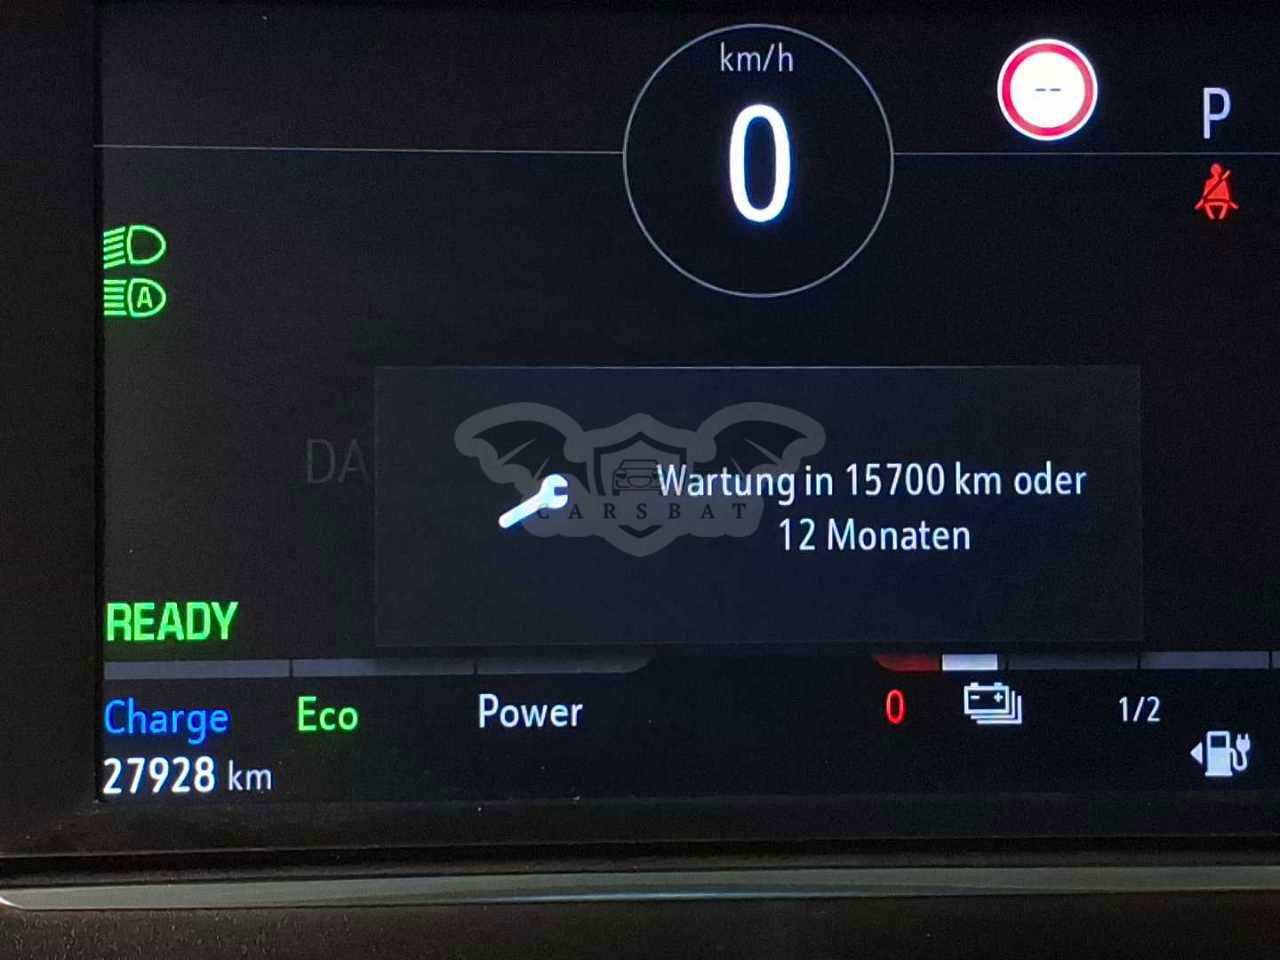 km/h
0
--
P
A
DA
Wartung in 15700 km oder
12 Monaten
CARSBAT
READY
Charge
Eco
Power
0
1/2
27928 km